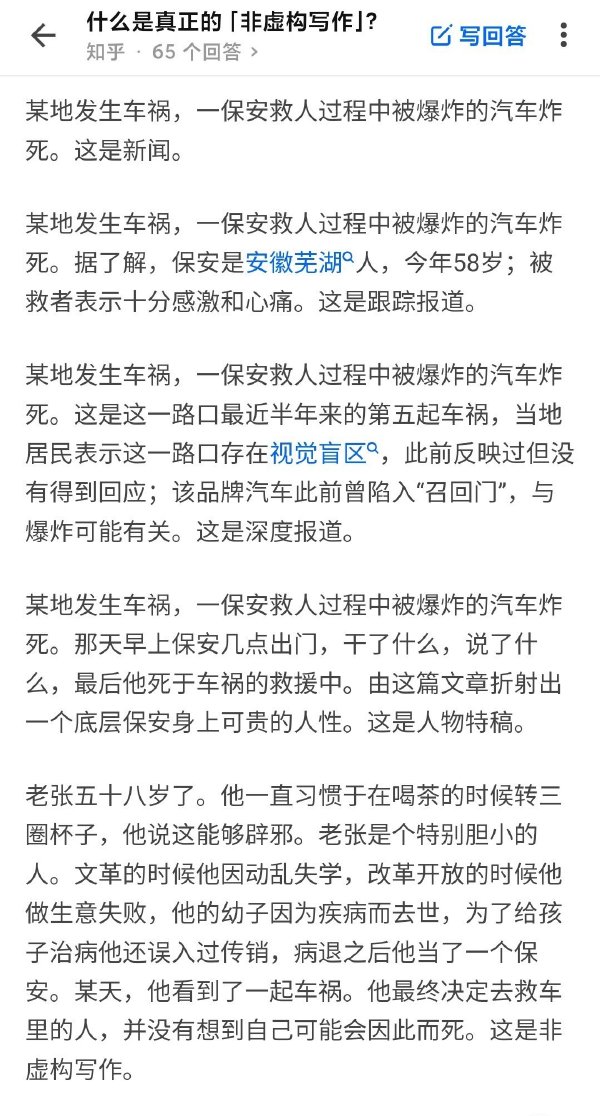 什么是真正的「非虚构写作」?
知乎 · 65 个回答 >
写回答
某地发生车祸，一保安救人过程中被爆炸的汽车炸
死。这是新闻。
某地发生车祸，一保安救人过程中被爆炸的汽车炸
死。据了解，保安是安徽芜湖人，今年58岁；被
救者表示十分感激和心痛。这是跟踪报道。
某地发生车祸，一保安救人过程中被爆炸的汽车炸
死。这是这一路口最近半年来的第五起车祸，当地
居民表示这一路口存在视觉盲区，此前反映过但没
有得到回应；该品牌汽车此前曾陷入“召回门”，与
爆炸可能有关。这是深度报道。
某地发生车祸，一保安救人过程中被爆炸的汽车炸
死。那天早上保安几点出门，干了什么，说了什
么，最后他死于车祸的救援中。由这篇文章折射出
一个底层保安身上可贵的人性。这是人物特稿。
老张五十八岁了。他一直习惯于在喝茶的时候转三
圈杯子，他说这能够辟邪。老张是个特别胆小的
人。文革的时候他因动乱失学，改革开放的时候他
做生意失败，他的幼子因为疾病而去世，为了给孩
子治病他还误入过传销，病退之后他当了一个保
安。某天，他看到了一起车祸。他最终决定去救车
里的人，并没有想到自己可能会因此而死。这是非
虚构写作。